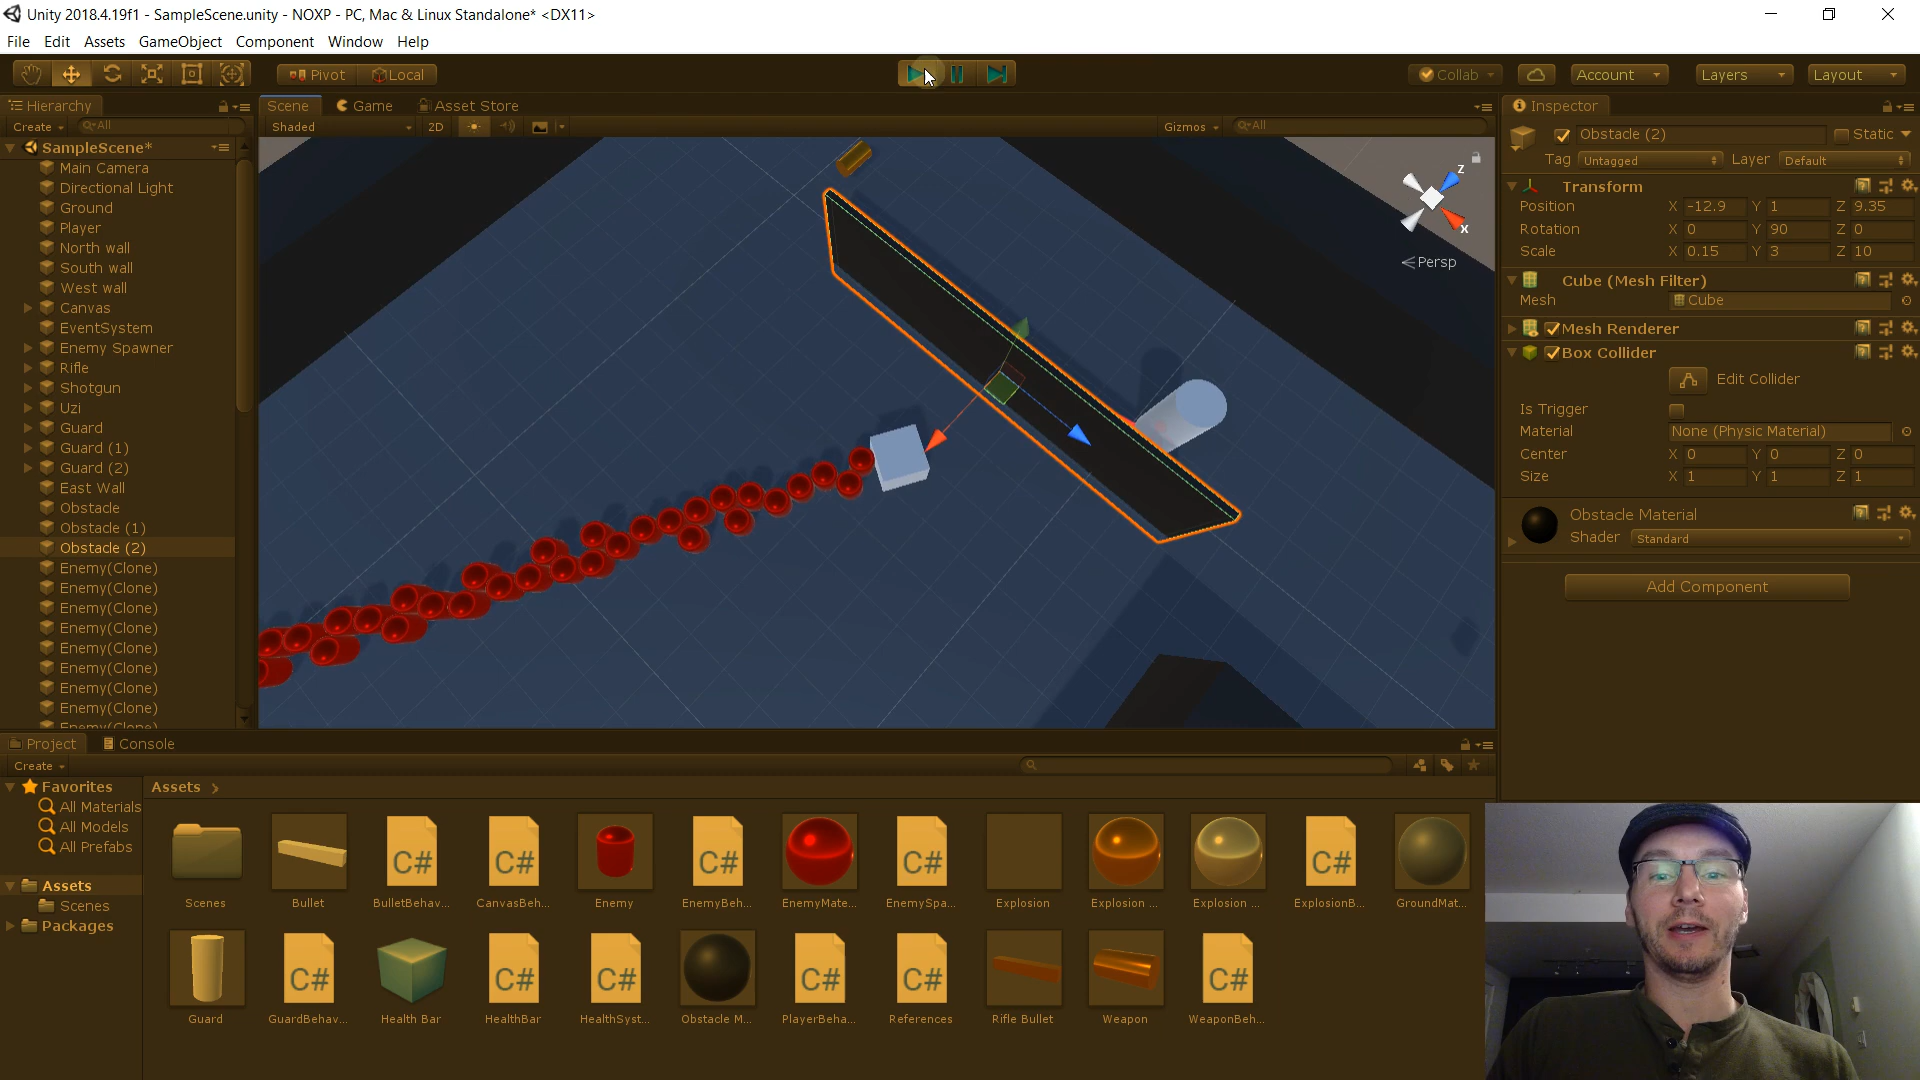 Unity 2018.4.19f1 - SampleScene.unity - NOXP - PC, Mac & Linux Standalone* <DX11>
File Edit Assets GameObject Component Window Help
Pivot Local Collab Account Layers Layout
Hierarchy
Create All
SampleScene*
Main Camera
Directional Light
Ground
Player
North wall
South wall
West wall
Canvas
EventSystem
Enemy Spawner
Rifle
Shotgun
Uzi
Guard
Guard (1)
Guard (2)
East Wall
Obstacle
Obstacle (1)
Obstacle (2)
Enemy(Clone)
Enemy(Clone)
Enemy(Clone)
Enemy(Clone)
Enemy(Clone)
Enemy(Clone)
Enemy(Clone)
Enemy(Clone)
Enemy(Clone)
Scene Game Asset Store
Shaded 2D Gizmos All
z
x
Persp
Inspector
Obstacle (2) Static
Tag Untagged Layer Default
Transform
Position X -12.9 Y 1 Z 9.35
Rotation X 0 Y 90 Z 0
Scale X 0.15 Y 3 Z 10
Cube (Mesh Filter)
Mesh Cube
Mesh Renderer
Box Collider
Edit Collider
Is Trigger
Material None (Physic Material)
Center X 0 Y 0 Z 0
Size X 1 Y 1 Z 1
Obstacle Material
Shader Standard
Add Component
Project Console
Create
Favorites
All Materials
All Models
All Prefabs
Assets
Scenes
Packages
Assets
C# C# C# C# C#
Scenes Bullet BulletBehav... CanvasBeh... Enemy EnemyBeh... EnemyMate... EnemySpa... Explosion Explosion ... Explosion ... ExplosionB... GroundMat...
C# C# C# C# C# C#
Guard GuardBehav... Health Bar HealthBar HealthSyst... Obstacle M... PlayerBeha... References Rifle Bullet Weapon WeaponBeh...